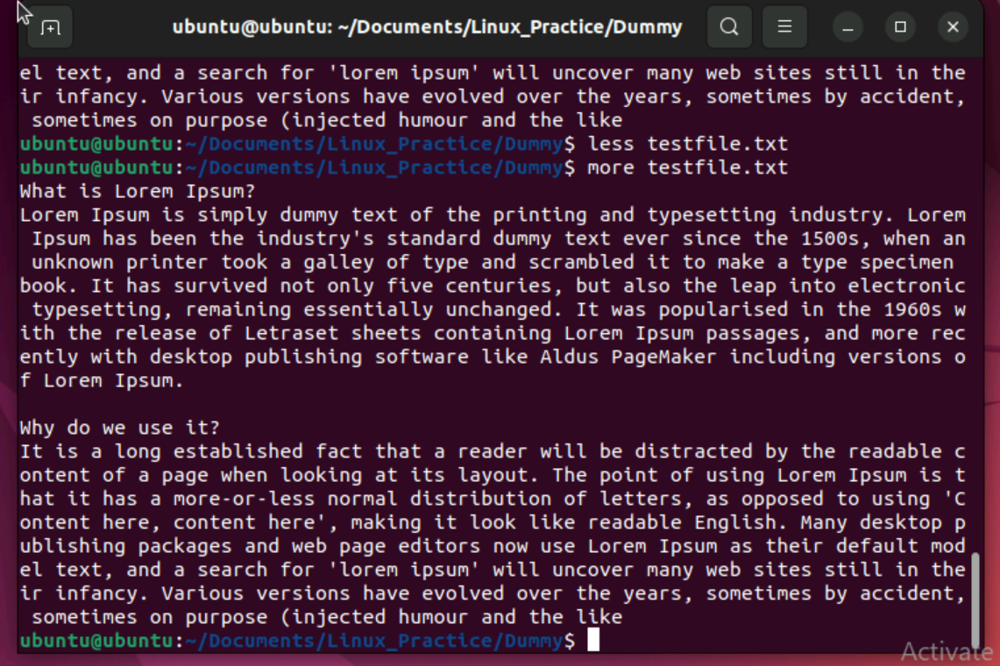 ubuntu@ubuntu: ~/Documents/Linux_Practice/Dummy
el text, and a search for 'lorem ipsum' will uncover many web sites still in the
ir infancy. Various versions have evolved over the years, sometimes by accident,
 sometimes on purpose (injected humour and the like
ubuntu@ubuntu:~/Documents/Linux_Practice/Dummy$ less testfile.txt
ubuntu@ubuntu:~/Documents/Linux_Practice/Dummy$ more testfile.txt
What is Lorem Ipsum?
Lorem Ipsum is simply dummy text of the printing and typesetting industry. Lorem
 Ipsum has been the industry's standard dummy text ever since the 1500s, when an
 unknown printer took a galley of type and scrambled it to make a type specimen
book. It has survived not only five centuries, but also the leap into electronic
 typesetting, remaining essentially unchanged. It was popularised in the 1960s w
ith the release of Letraset sheets containing Lorem Ipsum passages, and more rec
ently with desktop publishing software like Aldus PageMaker including versions o
f Lorem Ipsum.

Why do we use it?
It is a long established fact that a reader will be distracted by the readable c
ontent of a page when looking at its layout. The point of using Lorem Ipsum is t
hat it has a more-or-less normal distribution of letters, as opposed to using 'C
ontent here, content here', making it look like readable English. Many desktop p
ublishing packages and web page editors now use Lorem Ipsum as their default mod
el text, and a search for 'lorem ipsum' will uncover many web sites still in the
ir infancy. Various versions have evolved over the years, sometimes by accident,
 sometimes on purpose (injected humour and the like
ubuntu@ubuntu:~/Documents/Linux_Practice/Dummy$
Activate